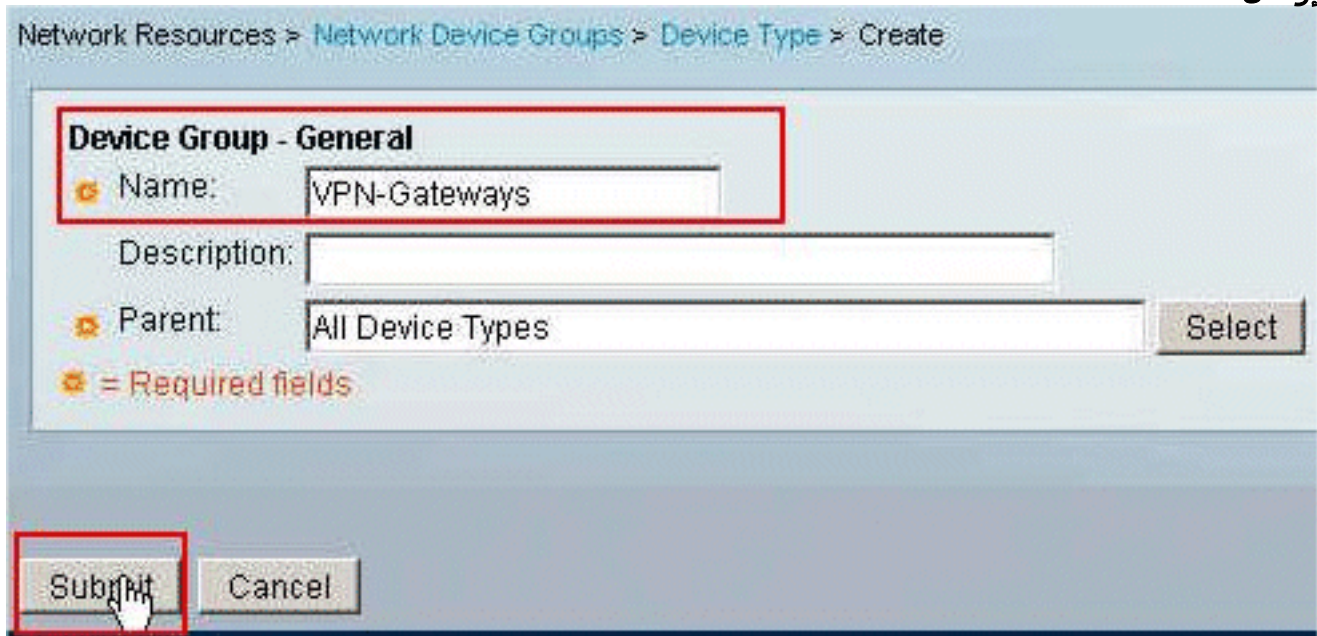 Network Resources > Network Device Groups > Device Type > Create
Device Group - General
Name: VPN-Gateways
Description:
Parent: All Device Types Select
= Required fields
Submit Cancel